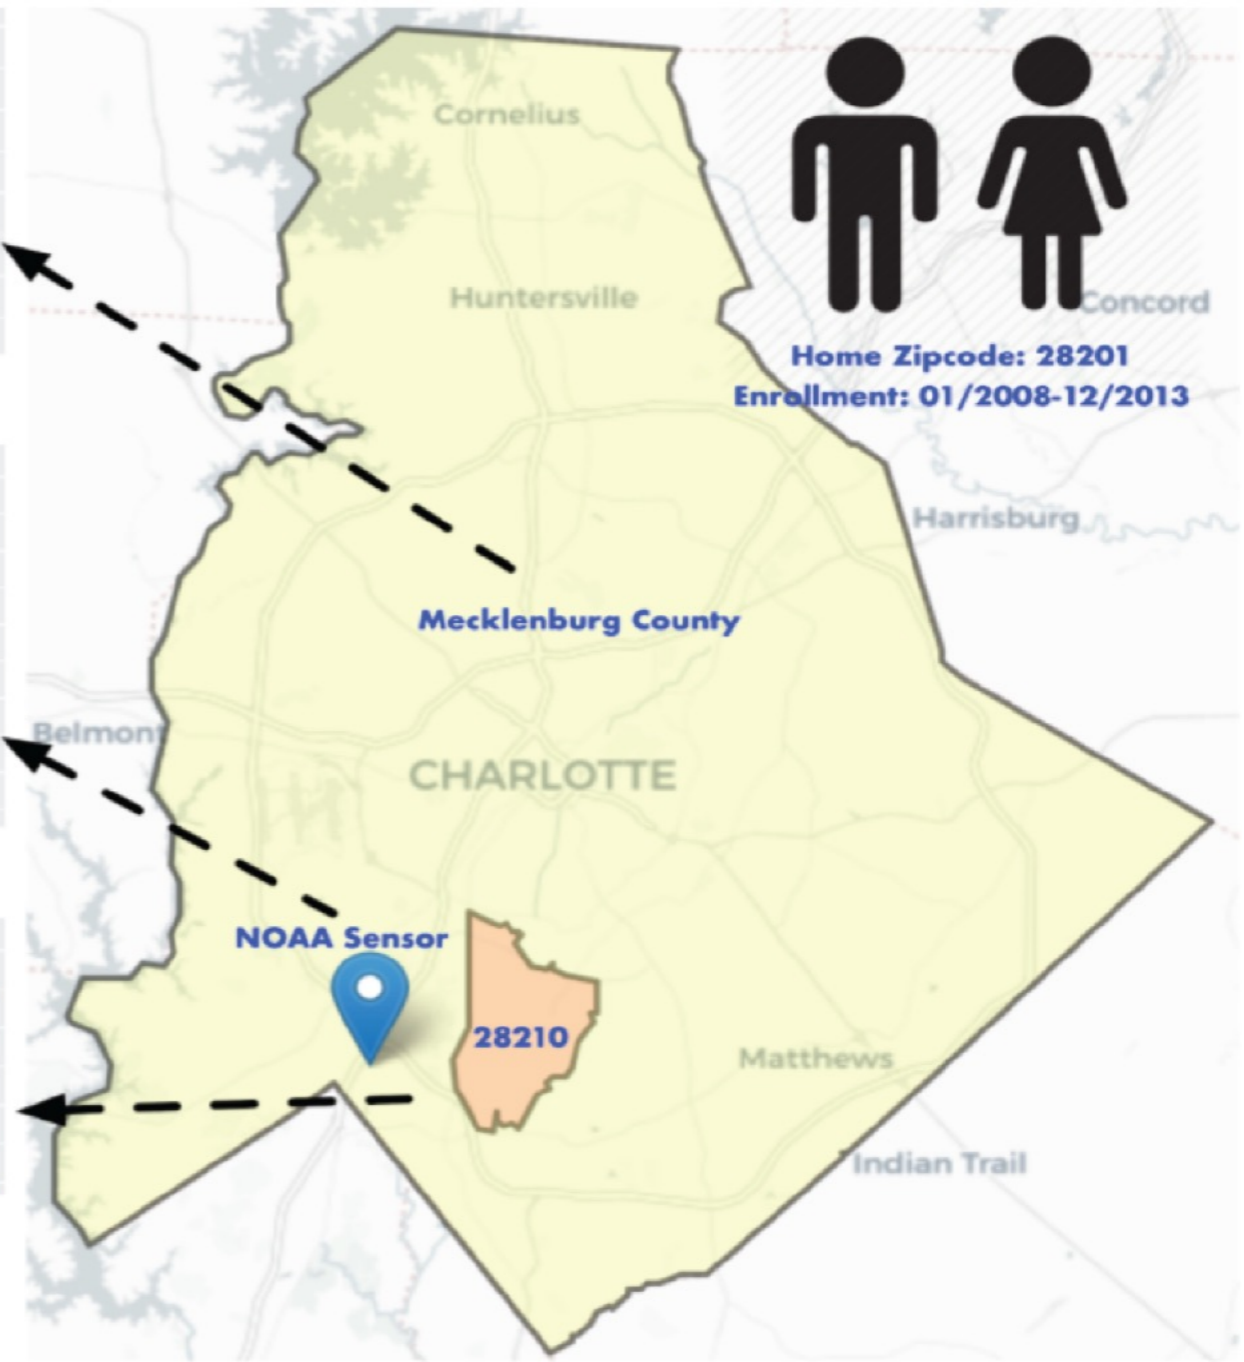 Cornelius
Huntersville
Concord
Home Zipcode: 28201
Enrollment: 01/2008-12/2013
Harrisburg
Mecklenburg County
Belmont
CHARLOTTE
NOAA Sensor
28210
Matthews
Indian Trail